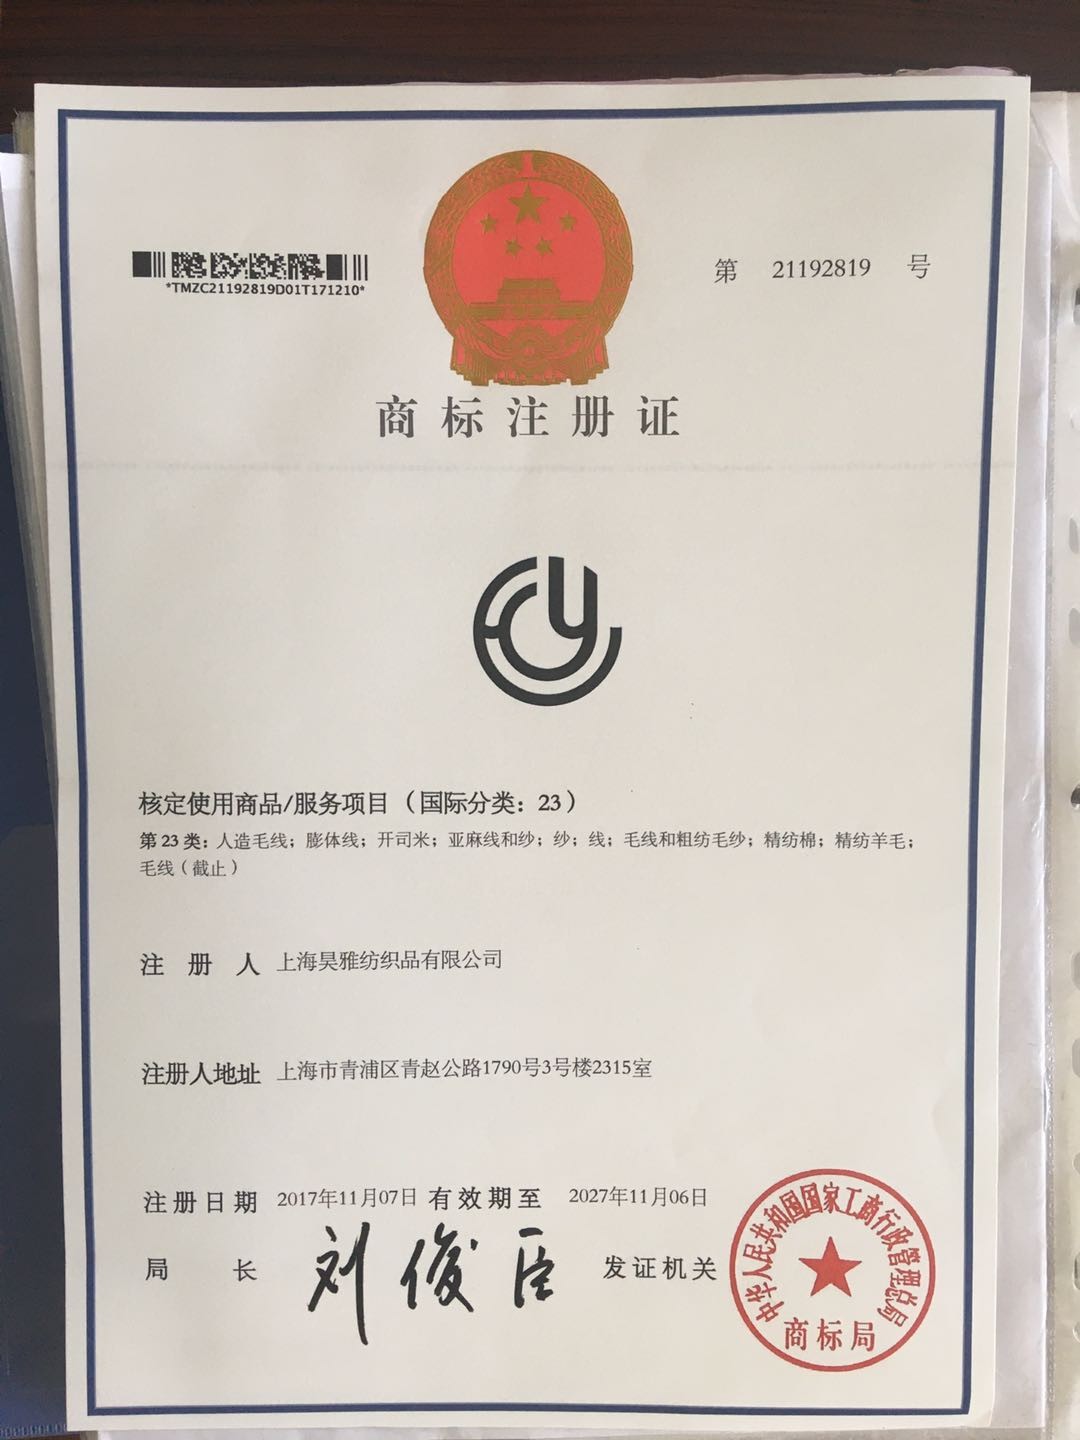 *TMZC21192819D01T171210*
第 21192819 号
商标注册证
核定使用商品/服务项目（国际分类：23）
第 23 类：人造毛线；膨体线；开司米；亚麻线和纱；纱；线；毛线和粗纺毛纱；精纺棉；精纺羊毛；
毛线（截止）
注册人 上海昊雅纺织品有限公司
注册人地址 上海市青浦区青赵公路1790号3号楼2315室
注册日期 2017年11月07日 有效期至 2027年11月06日
局长 刘俊臣 发证机关
中华人民共和国国家工商行政管理总局
商标局